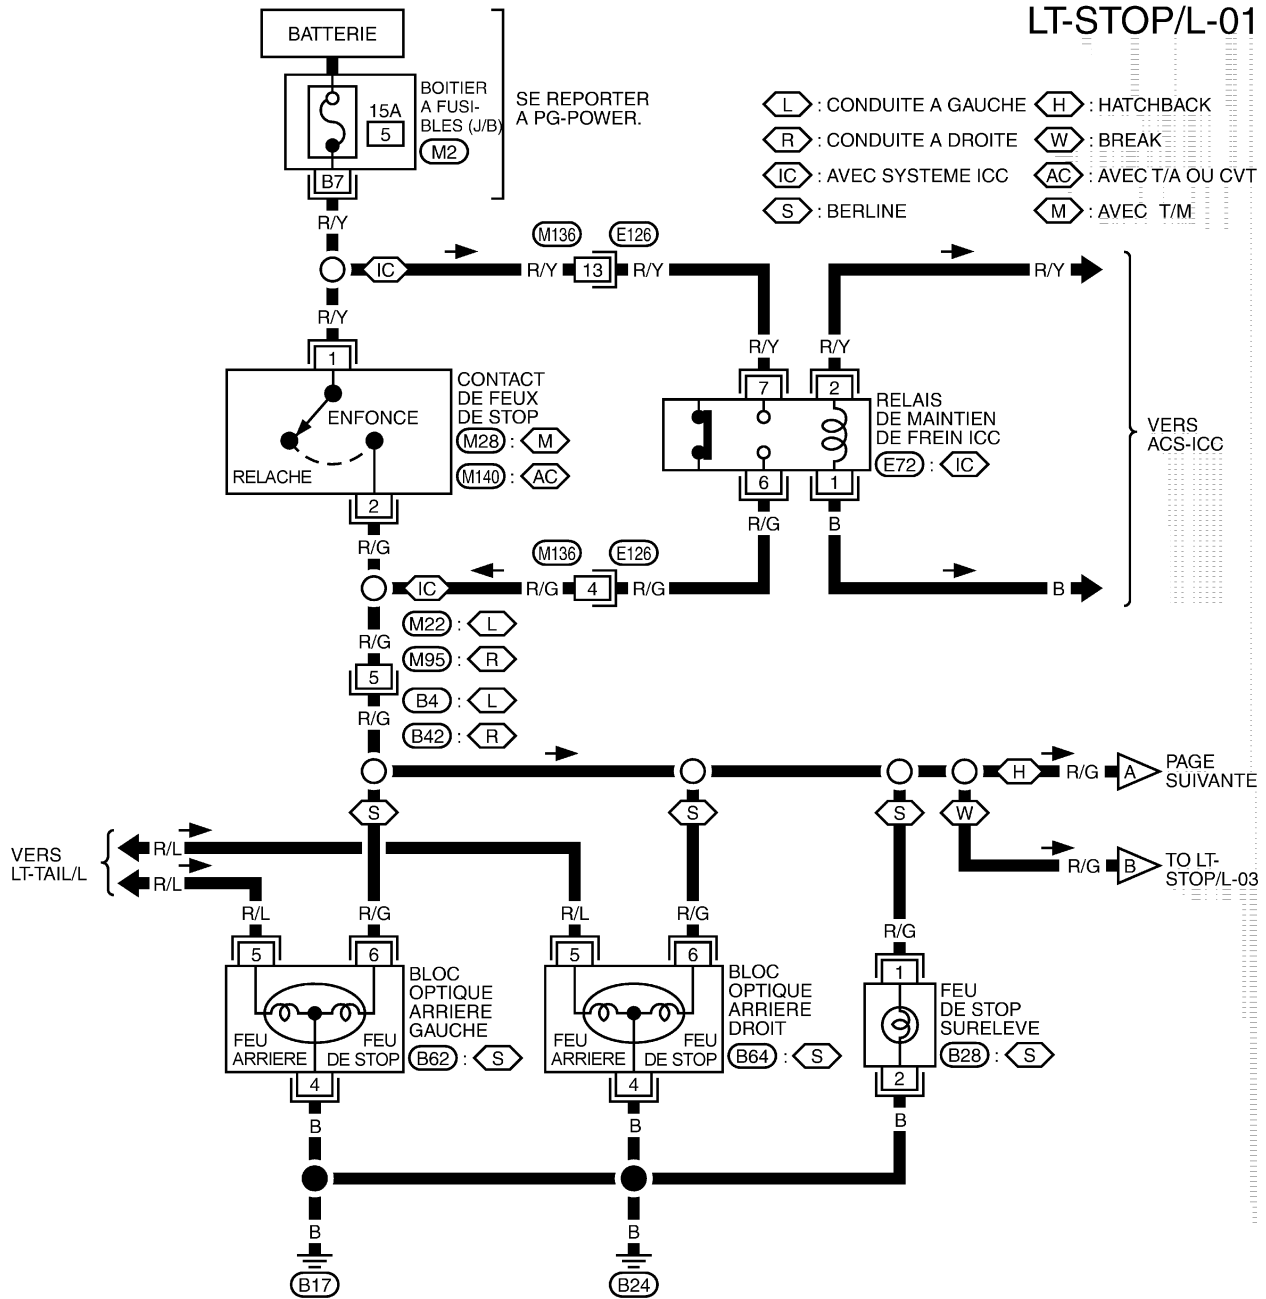 LT-STOP/L-01
BATTERIE
BOITIER
A FUSI-
BLES (J/B)
15A
5
M2
B7
SE REPORTER
A PG-POWER.
L : CONDUITE A GAUCHE
H : HATCHBACK
R : CONDUITE A DROITE
W : BREAK
IC : AVEC SYSTEME ICC
AC : AVEC T/A OU CVT
S : BERLINE
M : AVEC T/M
R/Y
IC
M136
E126
R/Y
13
R/Y
R/Y
R/Y
R/Y
R/Y
1
7
2
CONTACT
DE FEUX
DE STOP
M28 : M
M140 : AC
ENFONCE
RELACHE
2
RELAIS
DE MAINTIEN
DE FREIN ICC
E72 : IC
6
1
VERS
ACS-ICC
R/G
R/G
B
M136
E126
IC
R/G
4
R/G
B
R/G
M22 : L
M95 : R
5
B4 : L
B42 : R
R/G
H
R/G
A
PAGE
SUIVANTE
S
S
S
W
VERS
LT-TAIL/L
R/L
R/L
R/G
B
TO LT-
STOP/L-03
R/L
R/G
R/L
R/G
R/G
5
6
5
6
1
BLOC
OPTIQUE
ARRIERE
GAUCHE
B62 : S
FEU
ARRIERE
FEU
DE STOP
4
BLOC
OPTIQUE
ARRIERE
DROIT
B64 : S
FEU
ARRIERE
FEU
DE STOP
4
FEU
DE STOP
SURELEVE
B28 : S
2
B
B
B
B
B
B17
B24